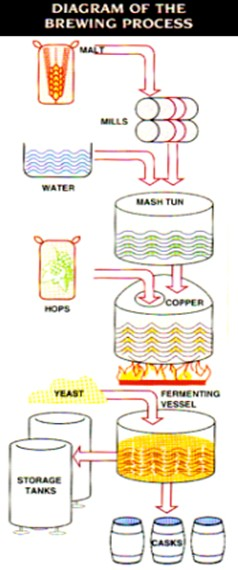 DIAGRAM OF THE
BREWING PROCESS
MALT
MILLS
WATER
MASH TUN
HOPS
COPPER
YEAST
FERMENTING
VESSEL
STORAGE
TANKS
CASKS